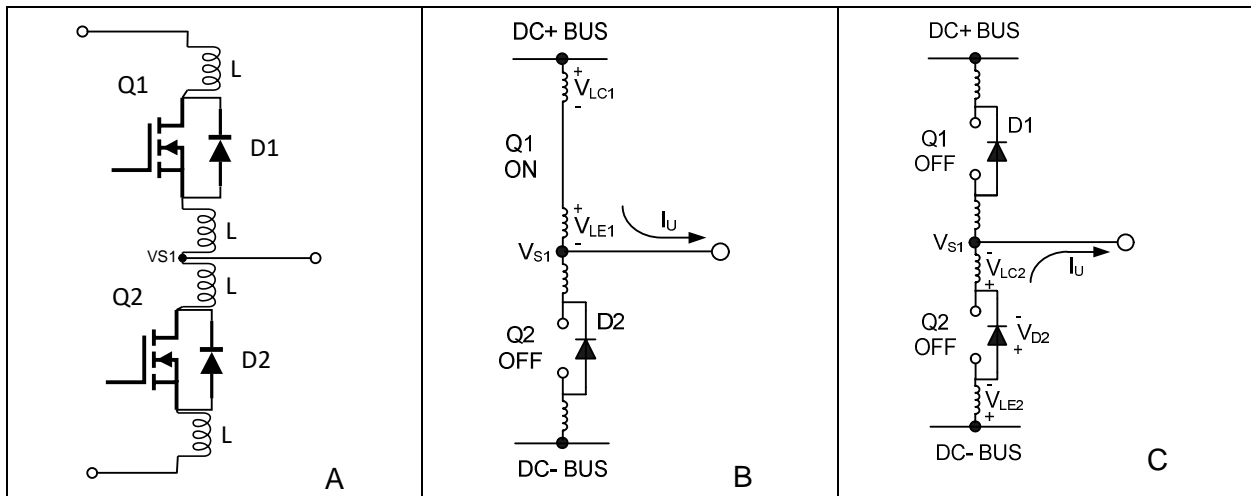 L
Q1
D1
L
VS1
L
Q2
D2
L
A
DC+ BUS
+
VLC1
-
Q1
ON
+
VLE1
-
IU
VS1
D2
Q2
OFF
DC- BUS
B
DC+ BUS
D1
Q1
OFF
VS1
-
VLC2
+
IU
Q2
OFF
-
VD2
+
-
VLE2
+
DC- BUS
C